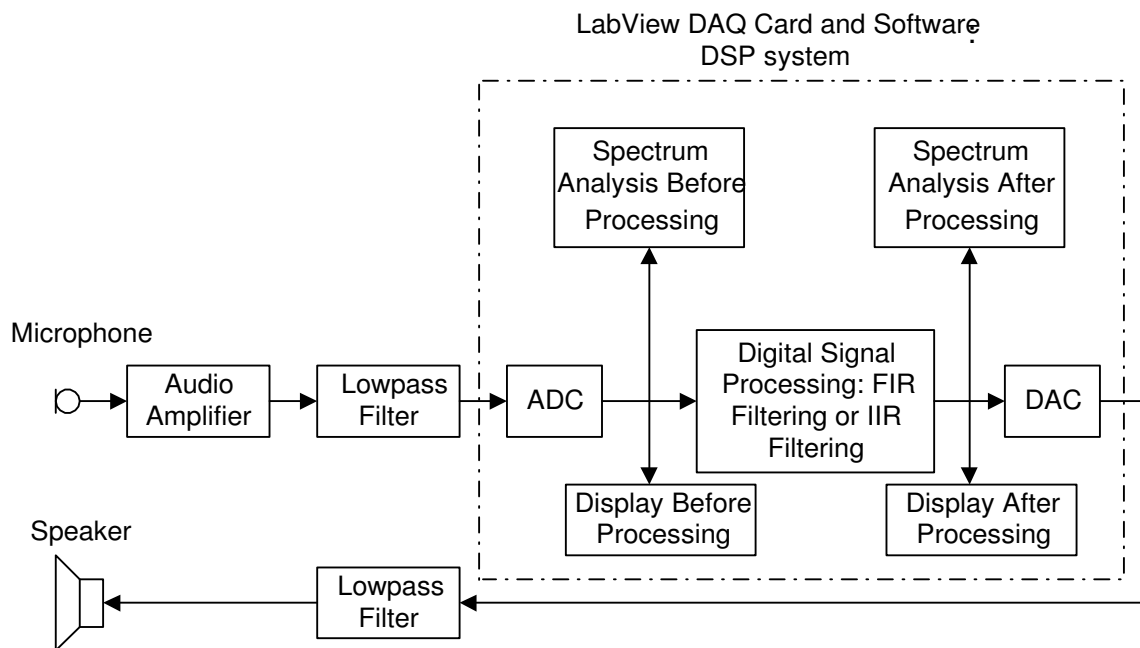 LabView DAQ Card and Software
DSP system
Spectrum
Analysis Before
Processing
Spectrum
Analysis After
Processing
Microphone
Audio
Amplifier
Lowpass
Filter
ADC
Digital Signal
Processing: FIR
Filtering or IIR
Filtering
DAC
Display Before
Processing
Display After
Processing
Speaker
Lowpass
Filter